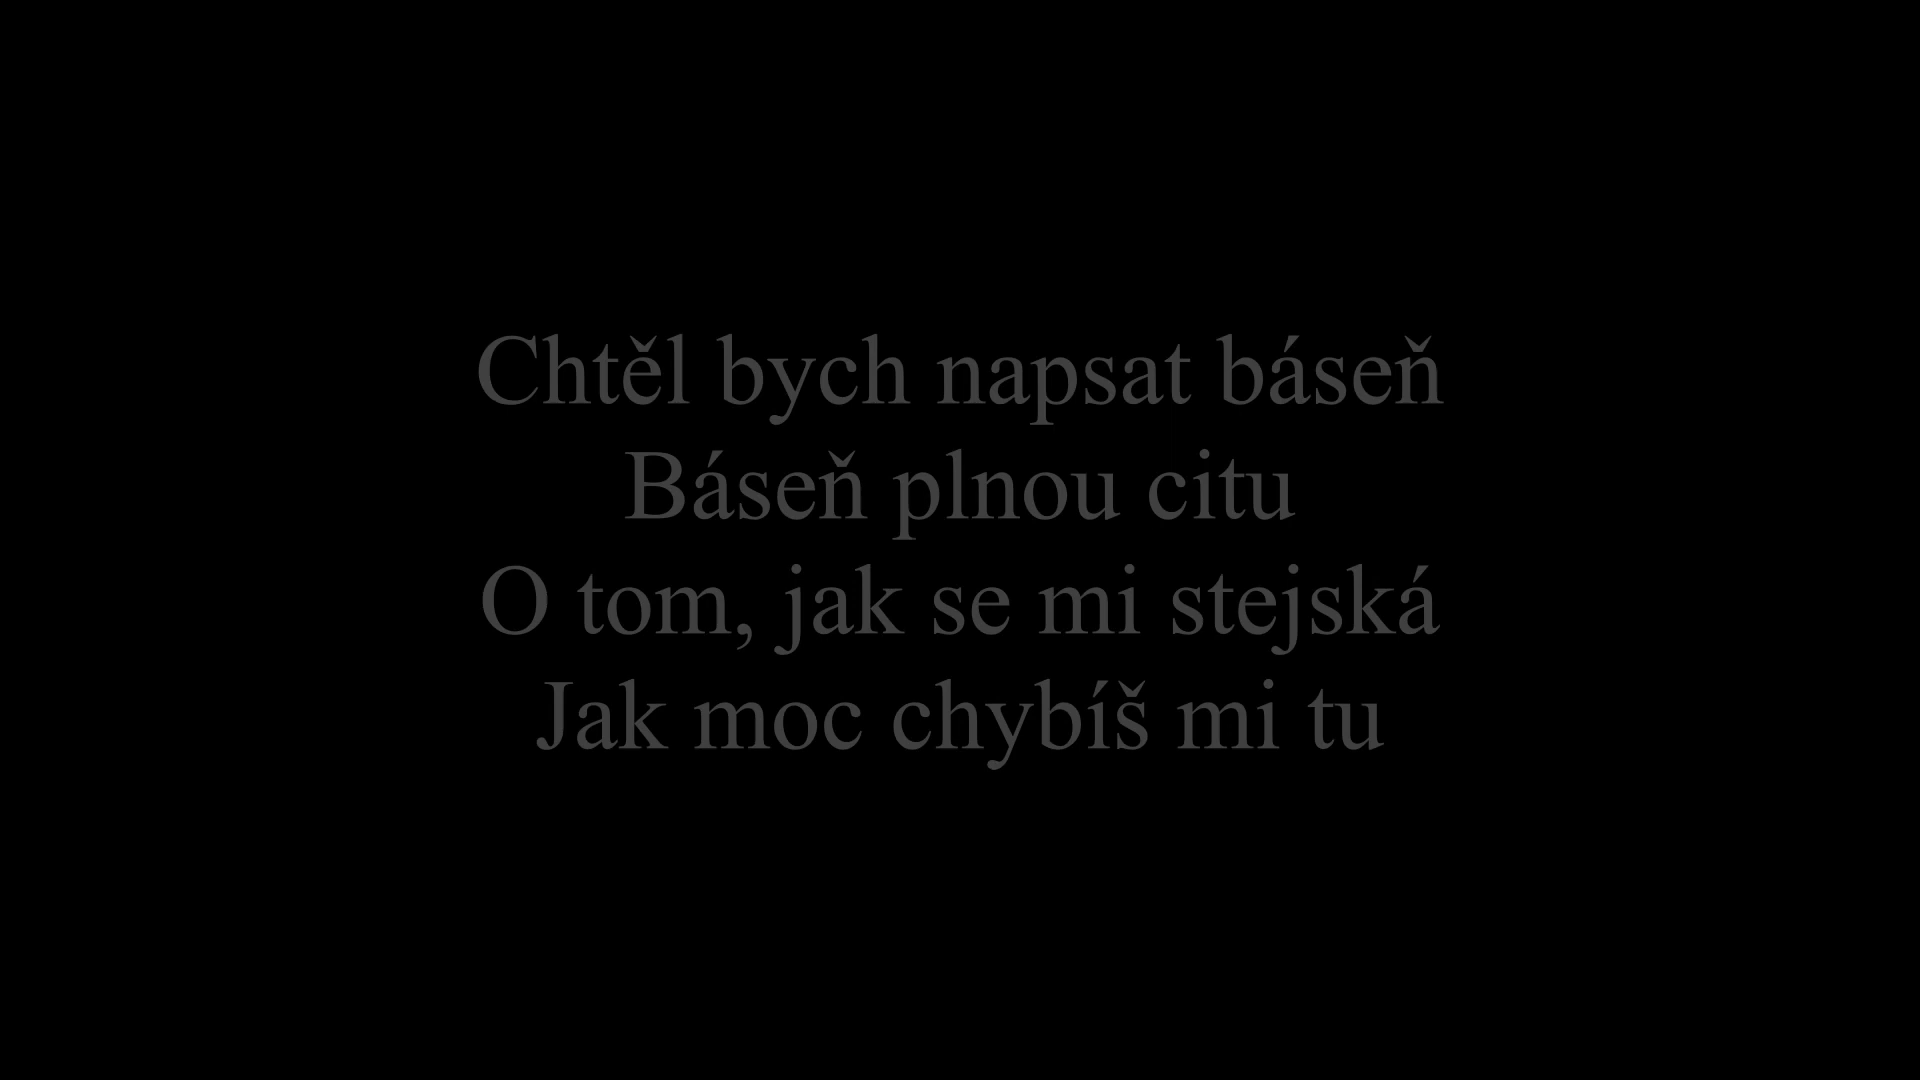 Chtěl bych napsat báseň
Báseň plnou citu
O tom, jak se mi stejská
Jak moc chybíš mi tu